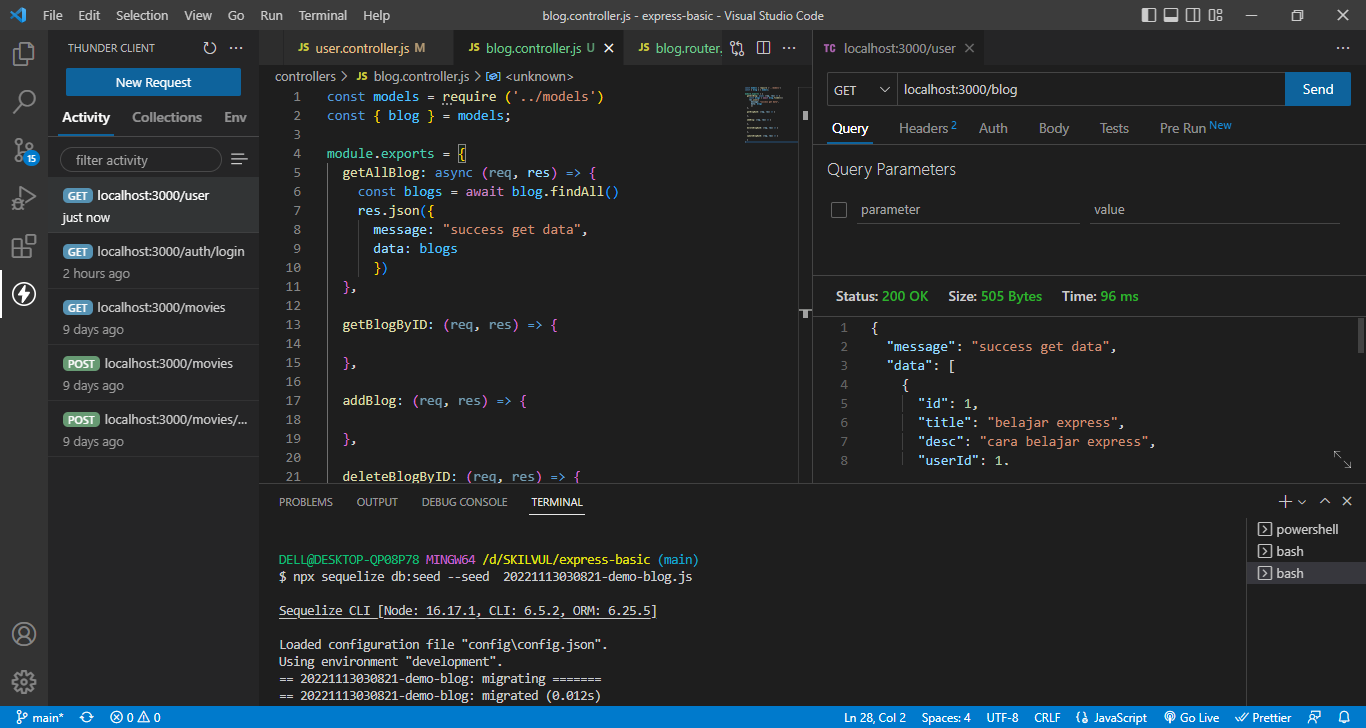 File Edit Selection View Go Run Terminal Help
blog.controller.js - express-basic - Visual Studio Code
THUNDER CLIENT
New Request
Activity Collections Env
filter activity
GET localhost:3000/user
just now
GET localhost:3000/auth/login
2 hours ago
GET localhost:3000/movies
9 days ago
POST localhost:3000/movies
9 days ago
POST localhost:3000/movies/...
9 days ago
15
JS user.controller.js M
JS blog.controller.js U
JS blog.router.
controllers > JS blog.controller.js > <unknown>
1 const models = require ('../models')
2 const { blog } = models;
3
4 module.exports = {
5 getAllBlog: async (req, res) => {
6 const blogs = await blog.findAll()
7 res.json({
8 message: "success get data",
9 data: blogs
10 })
11 },
12
13 getBlogByID: (req, res) => {
14
15 },
16
17 addBlog: (req, res) => {
18
19 },
20
21 deleteBlogByID: (req, res) => {
TC localhost:3000/user
GET localhost:3000/blog Send
Query Headers 2 Auth Body Tests Pre Run New
Query Parameters
parameter value
Status: 200 OK Size: 505 Bytes Time: 96 ms
1 {
2 "message": "success get data",
3 "data": [
4 {
5 "id": 1,
6 "title": "belajar express",
7 "desc": "cara belajar express",
8 "userId": 1.
PROBLEMS OUTPUT DEBUG CONSOLE TERMINAL
DELL@DESKTOP-QP08P78 MINGW64 /d/SKILVUL/express-basic (main)
$ npx sequelize db:seed --seed  20221113030821-demo-blog.js
Sequelize CLI [Node: 16.17.1, CLI: 6.5.2, ORM: 6.25.5]
Loaded configuration file "config\config.json".
Using environment "development".
== 20221113030821-demo-blog: migrating =======
== 20221113030821-demo-blog: migrated (0.012s)
powershell
bash
bash
main* 0 0
Ln 28, Col 2 Spaces: 4 UTF-8 CRLF JavaScript Go Live Prettier